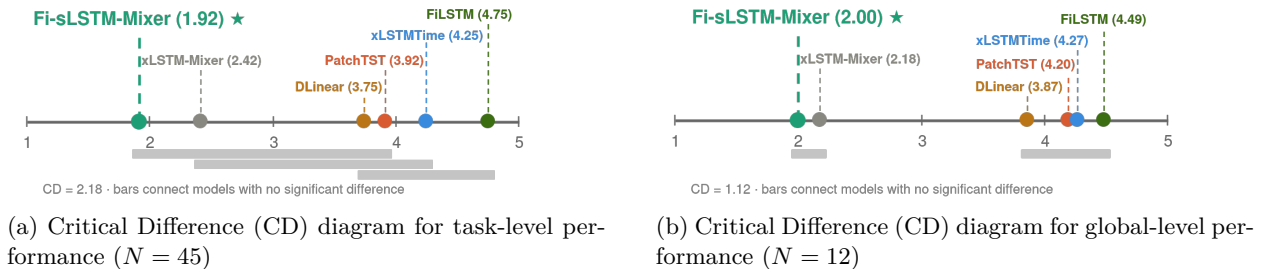 Fi-sLSTM-Mixer (1.92) ★
FiLSTM (4.75)
xLSTMTime (4.25)
xLSTM-Mixer (2.42)
PatchTST (3.92)
DLinear (3.75)
1 2 3 4 5
CD = 2.18 · bars connect models with no significant difference
(a) Critical Difference (CD) diagram for task-level per-
formance (N = 45)
Fi-sLSTM-Mixer (2.00) ★
FiLSTM (4.49)
xLSTMTime (4.27)
xLSTM-Mixer (2.18)
PatchTST (4.20)
DLinear (3.87)
1 2 3 4 5
CD = 1.12 · bars connect models with no significant difference
(b) Critical Difference (CD) diagram for global-level per-
formance (N = 12)